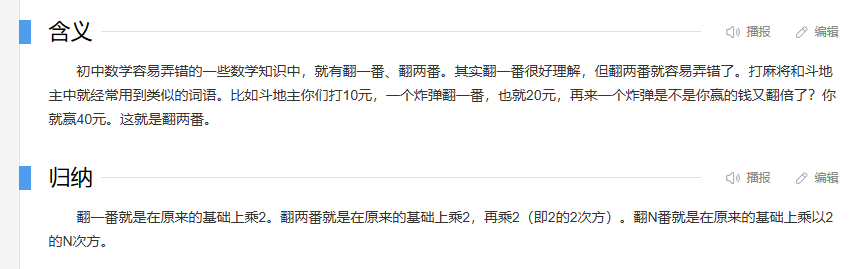 含义 播报 编辑
初中数学容易弄错的一些数学知识中，就有翻一番、翻两番。其实翻一番很好理解，但翻两番就容易弄错了。打麻将和斗地
主中就经常用到类似的词语。比如斗地主你们打10元，一个炸弹翻一番，也就20元，再来一个炸弹是不是你赢的钱又翻倍了？你
就赢40元。这就是翻两番。
归纳 播报 编辑
翻一番就是在原来的基础上乘2。翻两番就是在原来的基础上乘2，再乘2（即2的2次方）。翻N番就是在原来的基础上乘以2
的N次方。